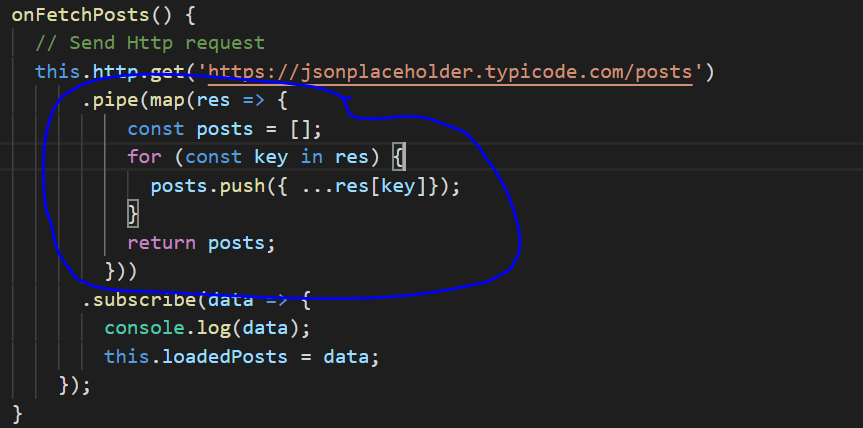 onFetchPosts() {
// Send Http request
this.http.get('https://jsonplaceholder.typicode.com/posts')
.pipe(map(res => {
const posts = [];
for (const key in res) {
posts.push({ ...res[key]});
}
return posts;
}))
.subscribe(data => {
console.log(data);
this.loadedPosts = data;
});
}